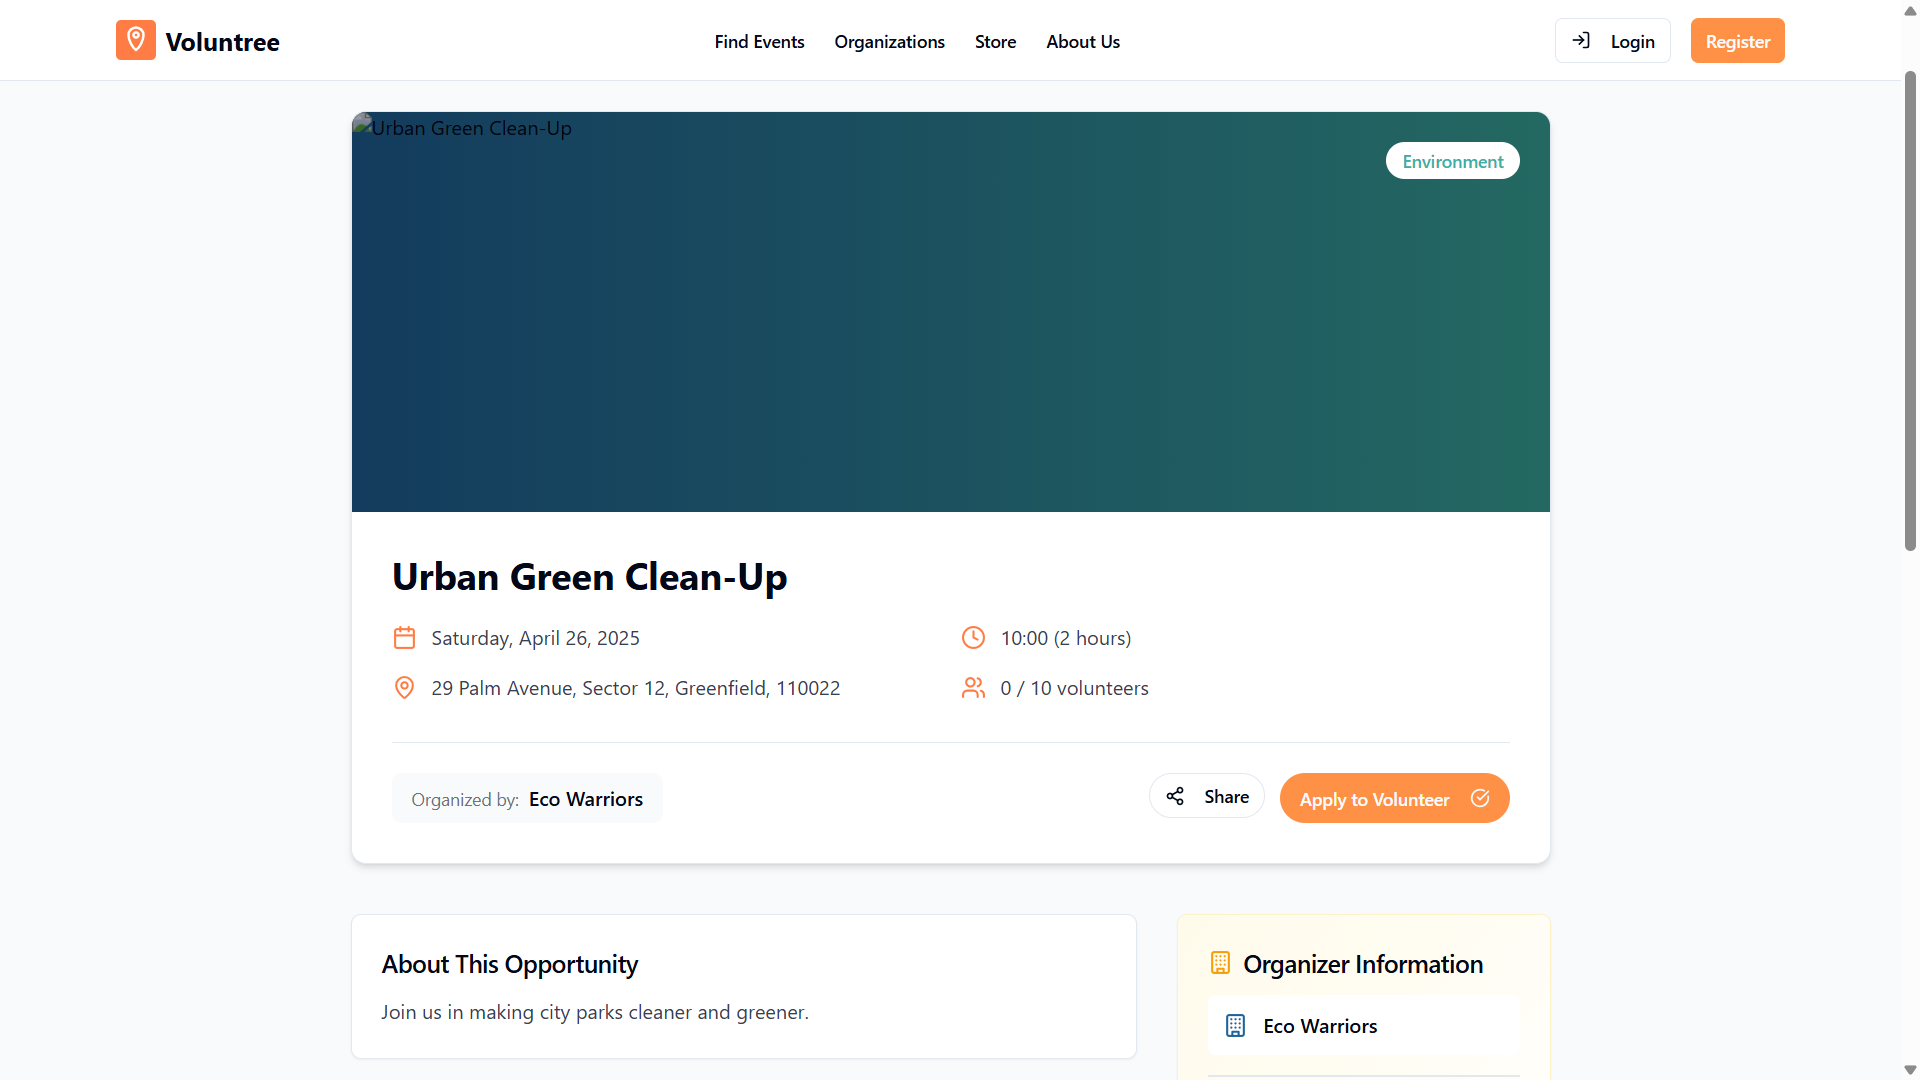 Voluntree
Find Events
Organizations
Store
About Us
Login
Register
Urban Green Clean-Up
Environment
Urban Green Clean-Up
Saturday, April 26, 2025
10:00 (2 hours)
29 Palm Avenue, Sector 12, Greenfield, 110022
0 / 10 volunteers
Organized by: Eco Warriors
Share
Apply to Volunteer
About This Opportunity
Join us in making city parks cleaner and greener.
Organizer Information
Eco Warriors